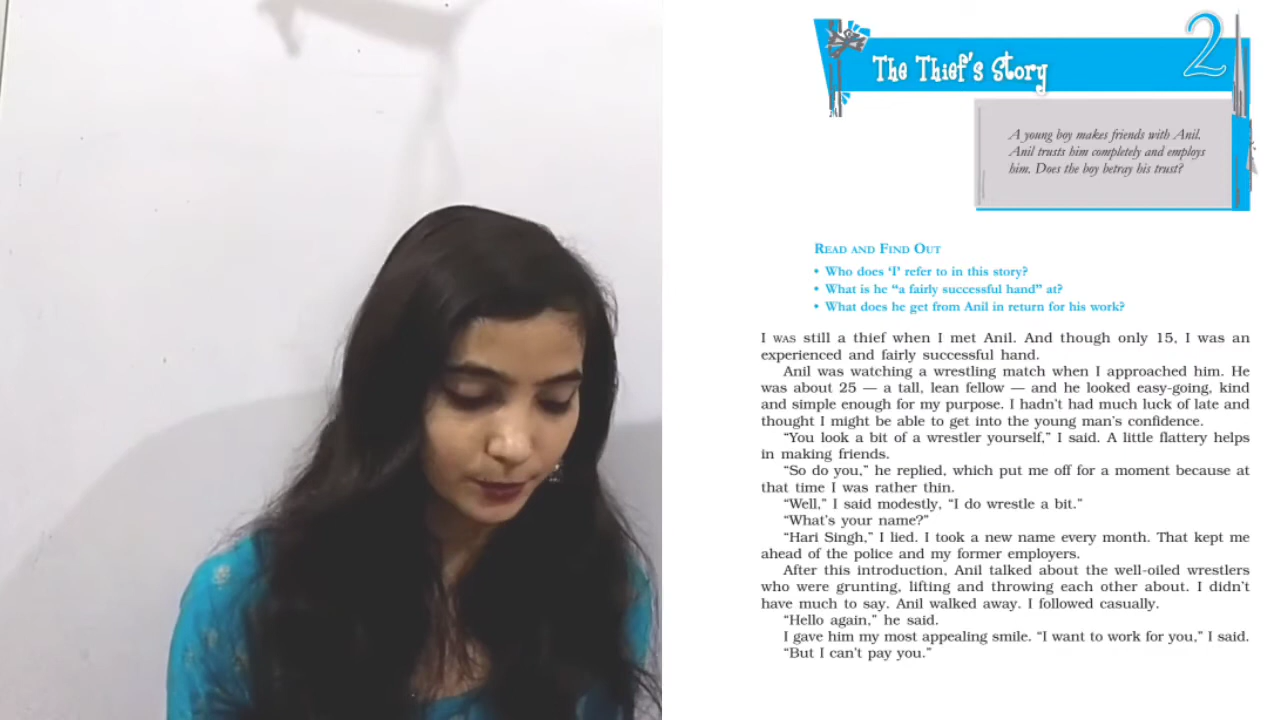 2
The Thief's Story
A young boy makes friends with Anil.
Anil trusts him completely and employs
him. Does the boy betray his trust?
READ AND FIND OUT
• Who does ‘I’ refer to in this story?
• What is he “a fairly successful hand” at?
• What does he get from Anil in return for his work?
I WAS still a thief when I met Anil. And though only 15, I was an
experienced and fairly successful hand.
Anil was watching a wrestling match when I approached him. He
was about 25 — a tall, lean fellow — and he looked easy-going, kind
and simple enough for my purpose. I hadn’t had much luck of late and
thought I might be able to get into the young man’s confidence.
“You look a bit of a wrestler yourself,” I said. A little flattery helps
in making friends.
“So do you,” he replied, which put me off for a moment because at
that time I was rather thin.
“Well,” I said modestly, “I do wrestle a bit.”
“What’s your name?”
“Hari Singh,” I lied. I took a new name every month. That kept me
ahead of the police and my former employers.
After this introduction, Anil talked about the well-oiled wrestlers
who were grunting, lifting and throwing each other about. I didn’t
have much to say. Anil walked away. I followed casually.
“Hello again,” he said.
I gave him my most appealing smile. “I want to work for you,” I said.
“But I can’t pay you.”